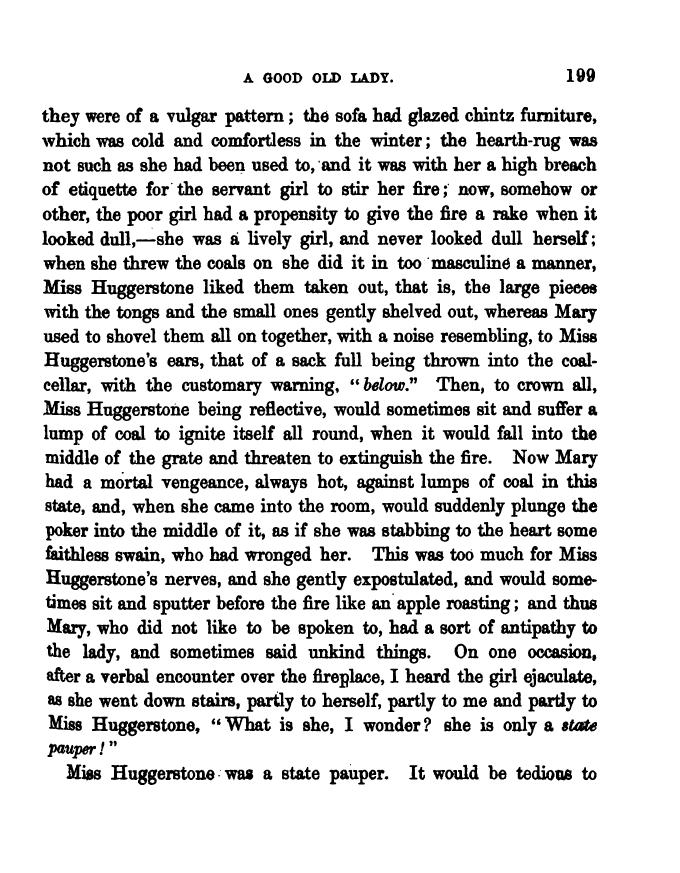 A GOOD OLD LADY. 199
they were of a vulgar pattern; the sofa had glazed chintz furniture,
which was cold and comfortless in the winter; the hearth-rug was
not such as she had been used to, and it was with her a high breach
of etiquette for the servant girl to stir her fire; now, somehow or
other, the poor girl had a propensity to give the fire a rake when it
looked dull,—she was a lively girl, and never looked dull herself;
when she threw the coals on she did it in too masculine a manner,
Miss Huggerstone liked them taken out, that is, the large pieces
with the tongs and the small ones gently shelved out, whereas Mary
used to shovel them all on together, with a noise resembling, to Miss
Huggerstone's ears, that of a sack full being thrown into the coal-
cellar, with the customary warning, "below." Then, to crown all,
Miss Huggerstone being reflective, would sometimes sit and suffer a
lump of coal to ignite itself all round, when it would fall into the
middle of the grate and threaten to extinguish the fire. Now Mary
had a mortal vengeance, always hot, against lumps of coal in this
state, and, when she came into the room, would suddenly plunge the
poker into the middle of it, as if she was stabbing to the heart some
faithless swain, who had wronged her. This was too much for Miss
Huggerstone's nerves, and she gently expostulated, and would some-
times sit and sputter before the fire like an apple roasting; and thus
Mary, who did not like to be spoken to, had a sort of antipathy to
the lady, and sometimes said unkind things. On one occasion,
after a verbal encounter over the fireplace, I heard the girl ejaculate,
as she went down stairs, partly to herself, partly to me and partly to
Miss Huggerstone, "What is she, I wonder? she is only a state
pauper!"
Miss Huggerstone was a state pauper. It would be tedious to